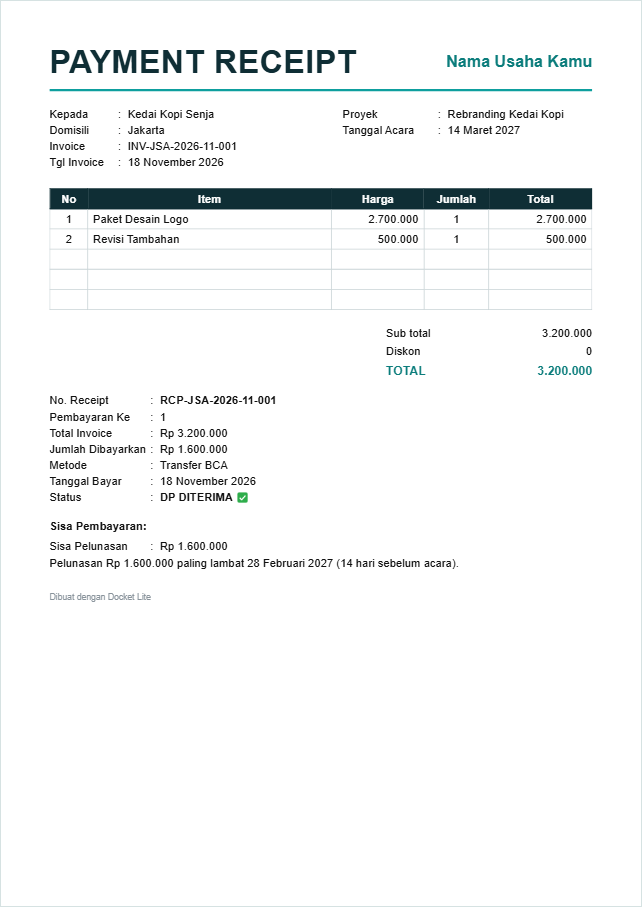 PAYMENT RECEIPT
Nama Usaha Kamu
Kepada : Kedai Kopi Senja
Domisili : Jakarta
Invoice : INV-JSA-2026-11-001
Tgl Invoice : 18 November 2026
Proyek : Rebranding Kedai Kopi
Tanggal Acara : 14 Maret 2027
No Item Harga Jumlah Total
1 Paket Desain Logo 2.700.000 1 2.700.000
2 Revisi Tambahan 500.000 1 500.000
Sub total 3.200.000
Diskon 0
TOTAL 3.200.000
No. Receipt : RCP-JSA-2026-11-001
Pembayaran Ke : 1
Total Invoice : Rp 3.200.000
Jumlah Dibayarkan : Rp 1.600.000
Metode : Transfer BCA
Tanggal Bayar : 18 November 2026
Status : DP DITERIMA ✅
Sisa Pembayaran:
Sisa Pelunasan : Rp 1.600.000
Pelunasan Rp 1.600.000 paling lambat 28 Februari 2027 (14 hari sebelum acara).
Dibuat dengan Docket Lite